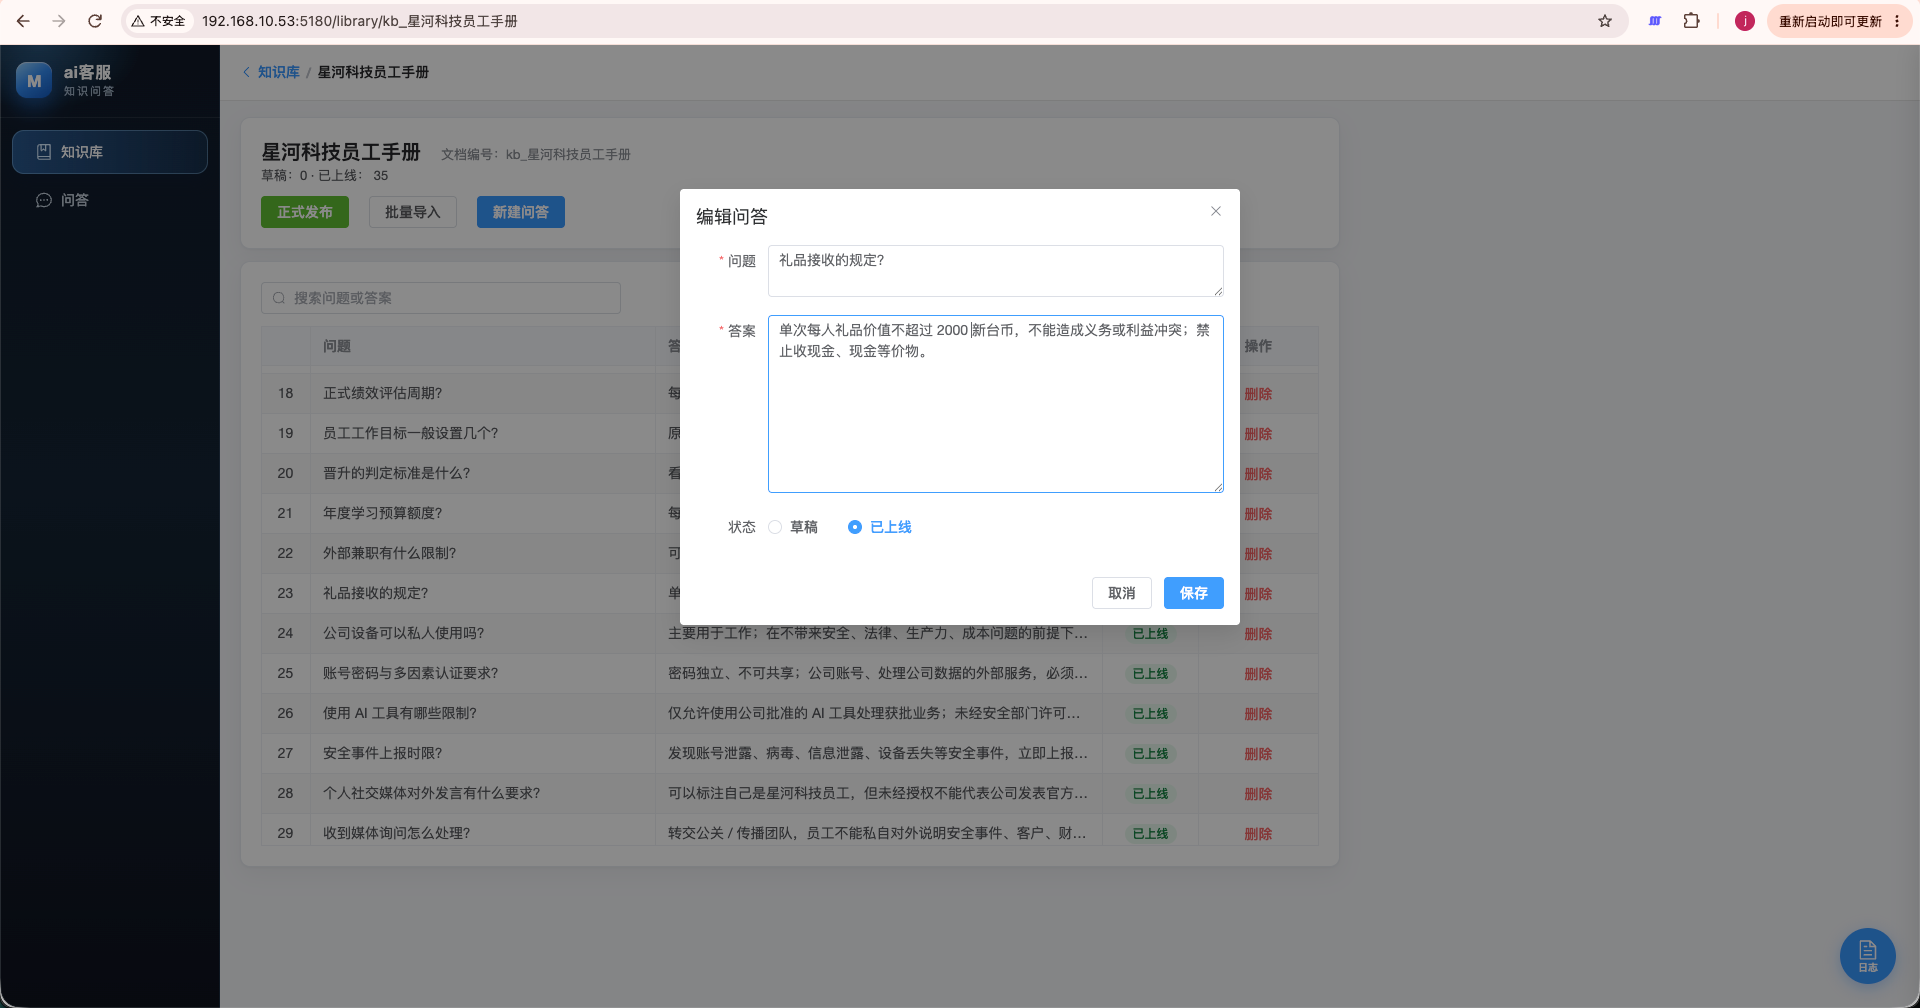 不安全
192.168.10.53:5180/library/kb_星河科技员工手册
j
重新启动即可更新
M
ai客服
知识问答
知识库
问答
知识库 / 星河科技员工手册
星河科技员工手册 文档编号：kb_星河科技员工手册
草稿：0 · 已上线： 35
正式发布 批量导入 新建问答
搜索问题或答案
问题 答 操作
18 正式绩效评估周期？ 每 删除
19 员工工作目标一般设置几个？ 原 删除
20 晋升的判定标准是什么？ 看 删除
21 年度学习预算额度？ 每 删除
22 外部兼职有什么限制？ 可 删除
23 礼品接收的规定？ 单 删除
24 公司设备可以私人使用吗？ 主要用于工作；在不带来安全、法律、生产力、成本问题的前提下... 已上线 删除
25 账号密码与多因素认证要求？ 密码独立、不可共享；公司账号、处理公司数据的外部服务，必须... 已上线 删除
26 使用 AI 工具有哪些限制？ 仅允许使用公司批准的 AI 工具处理获批业务；未经安全部门许可... 已上线 删除
27 安全事件上报时限？ 发现账号泄露、病毒、信息泄露、设备丢失等安全事件，立即上报... 已上线 删除
28 个人社交媒体对外发言有什么要求？ 可以标注自己是星河科技员工，但未经授权不能代表公司发表官方... 已上线 删除
29 收到媒体询问怎么处理？ 转交公关 / 传播团队，员工不能私自对外说明安全事件、客户、财... 已上线 删除
编辑问答
* 问题 礼品接收的规定？
* 答案 单次每人礼品价值不超过 2000 新台币，不能造成义务或利益冲突；禁
止收现金、现金等价物。
状态 草稿 已上线
取消 保存
日志